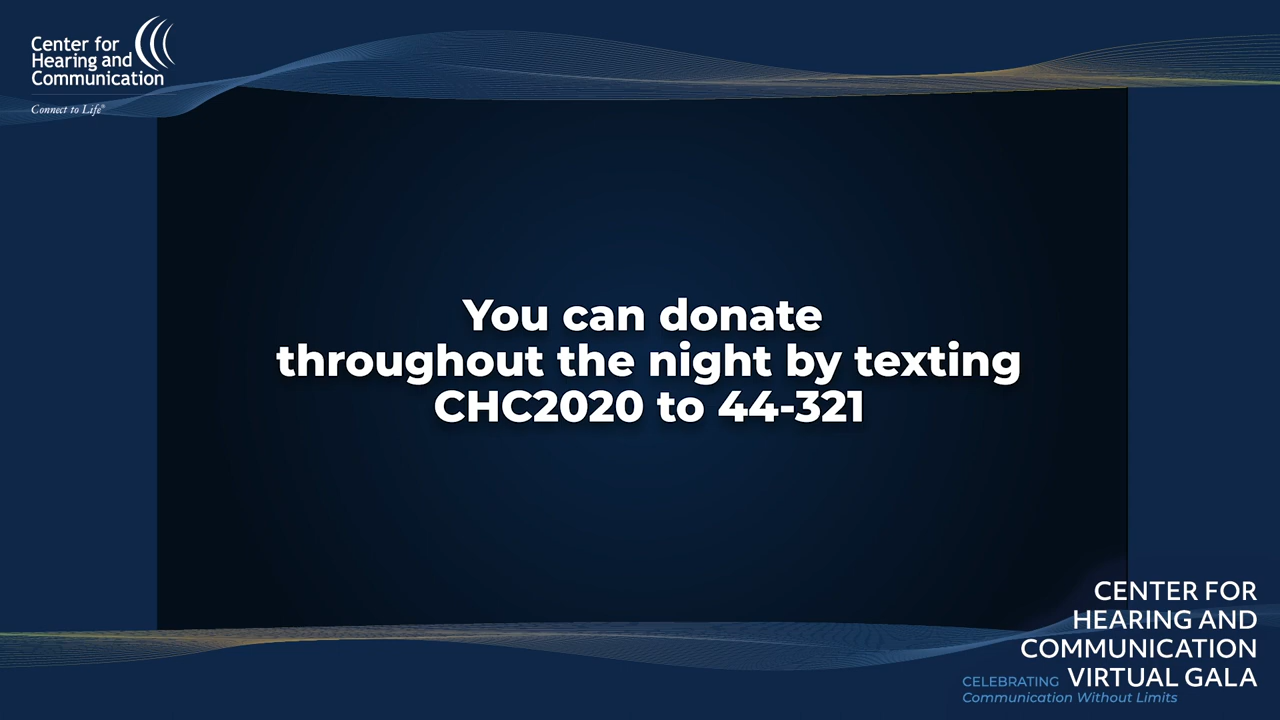 Center for
Hearing and
Communication
Connect to Life®
You can donate
throughout the night by texting
CHC2020 to 44-321
CENTER FOR
HEARING AND
COMMUNICATION
CELEBRATING VIRTUAL GALA
Communication Without Limits